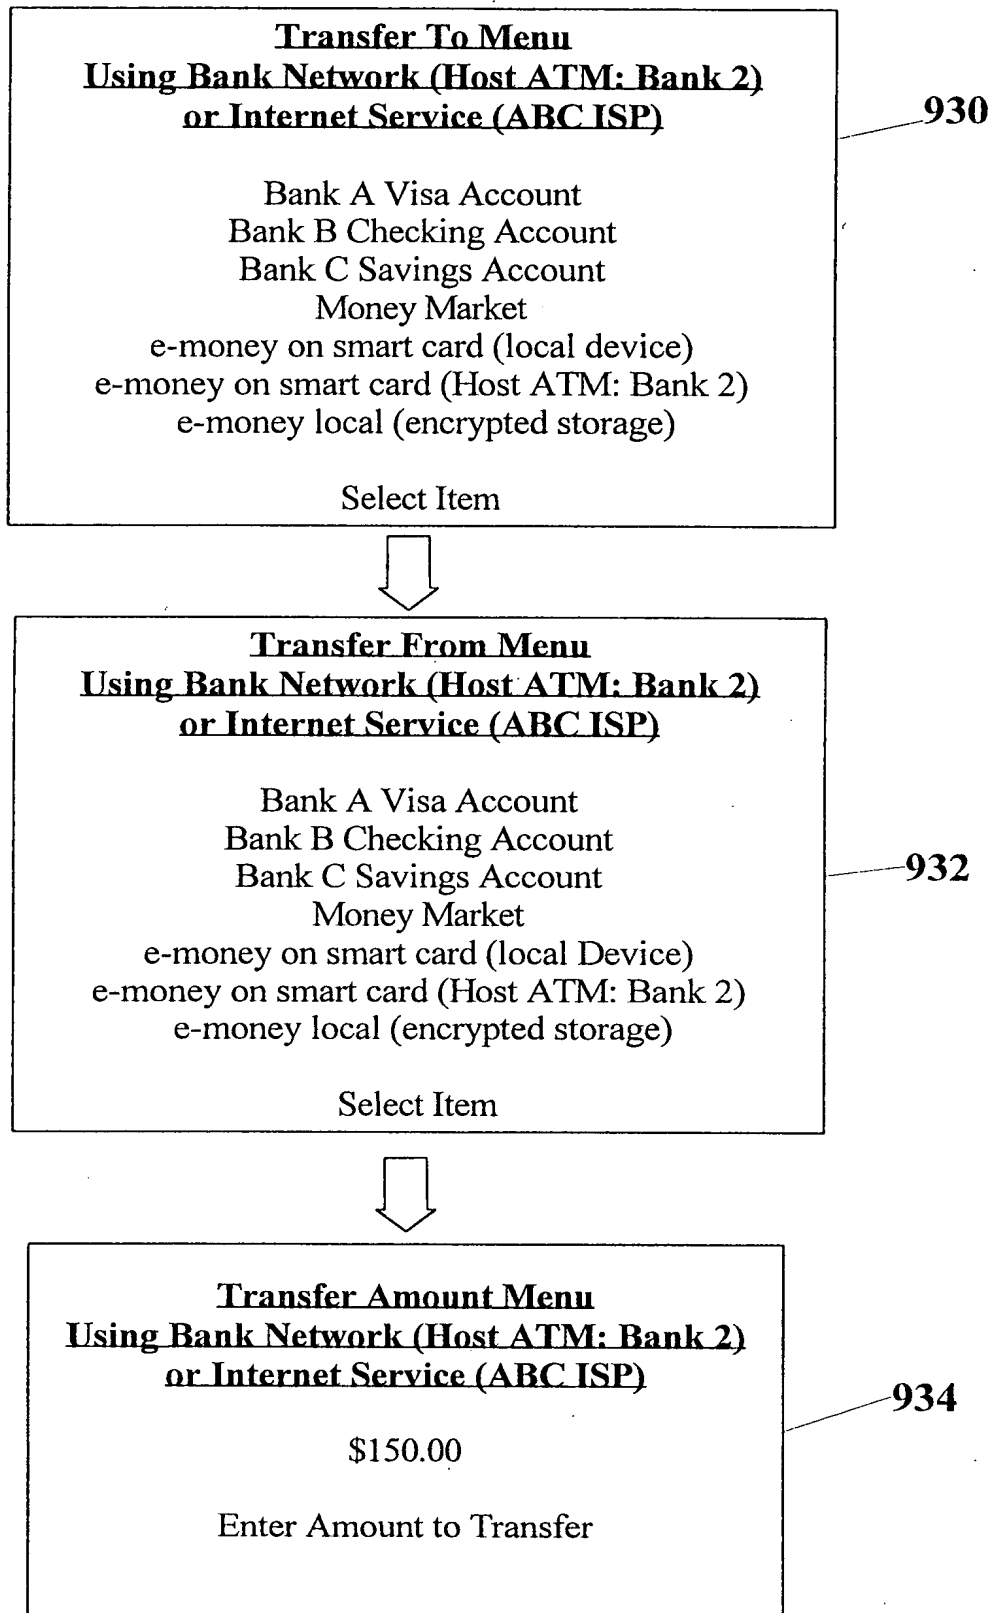 Transfer To Menu
Using Bank Network (Host ATM: Bank 2)
or Internet Service (ABC ISP)
930
Bank A Visa Account
Bank B Checking Account
Bank C Savings Account
Money Market
e-money on smart card (local device)
e-money on smart card (Host ATM: Bank 2)
e-money local (encrypted storage)
Select Item
Transfer From Menu
Using Bank Network (Host ATM: Bank 2)
or Internet Service (ABC ISP)
Bank A Visa Account
Bank B Checking Account
Bank C Savings Account
932
Money Market
e-money on smart card (local Device)
e-money on smart card (Host ATM: Bank 2)
e-money local (encrypted storage)
Select Item
Transfer Amount Menu
Using Bank Network (Host ATM: Bank 2)
or Internet Service (ABC ISP)
934
$150.00
Enter Amount to Transfer